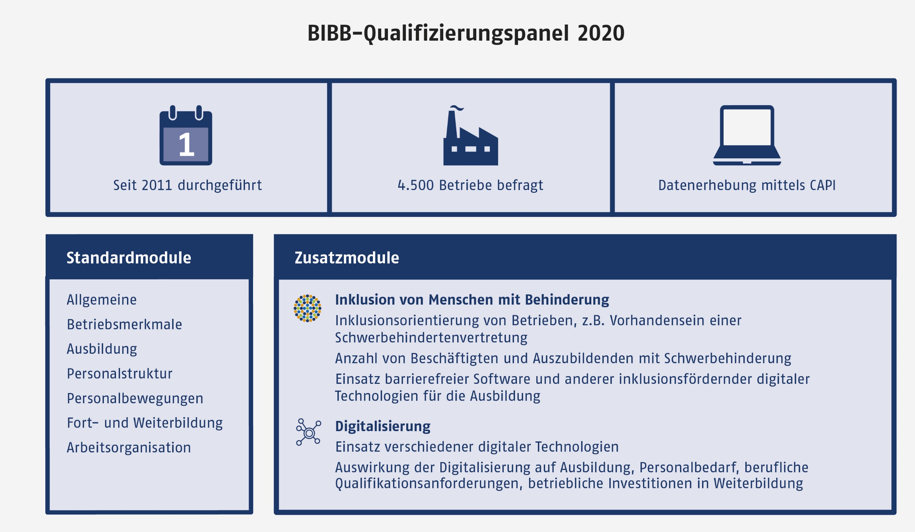 BIBB-Qualifizierungspanel 2020
1
Seit 2011 durchgeführt
4.500 Betriebe befragt
Datenerhebung mittels CAPI
Standardmodule
Allgemeine
Betriebsmerkmale
Ausbildung
Personalstruktur
Personalbewegungen
Fort- und Weiterbildung
Arbeitsorganisation
Zusatzmodule
Inklusion von Menschen mit Behinderung
Inklusionsorientierung von Betrieben, z.B. Vorhandensein einer
Schwerbehindertenvertretung
Anzahl von Beschäftigten und Auszubildenden mit Schwerbehinderung
Einsatz barrierefreier Software und anderer inklusionsfördernder digitaler
Technologien für die Ausbildung
Digitalisierung
Einsatz verschiedener digitaler Technologien
Auswirkung der Digitalisierung auf Ausbildung, Personalbedarf, berufliche
Qualifikationsanforderungen, betriebliche Investitionen in Weiterbildung